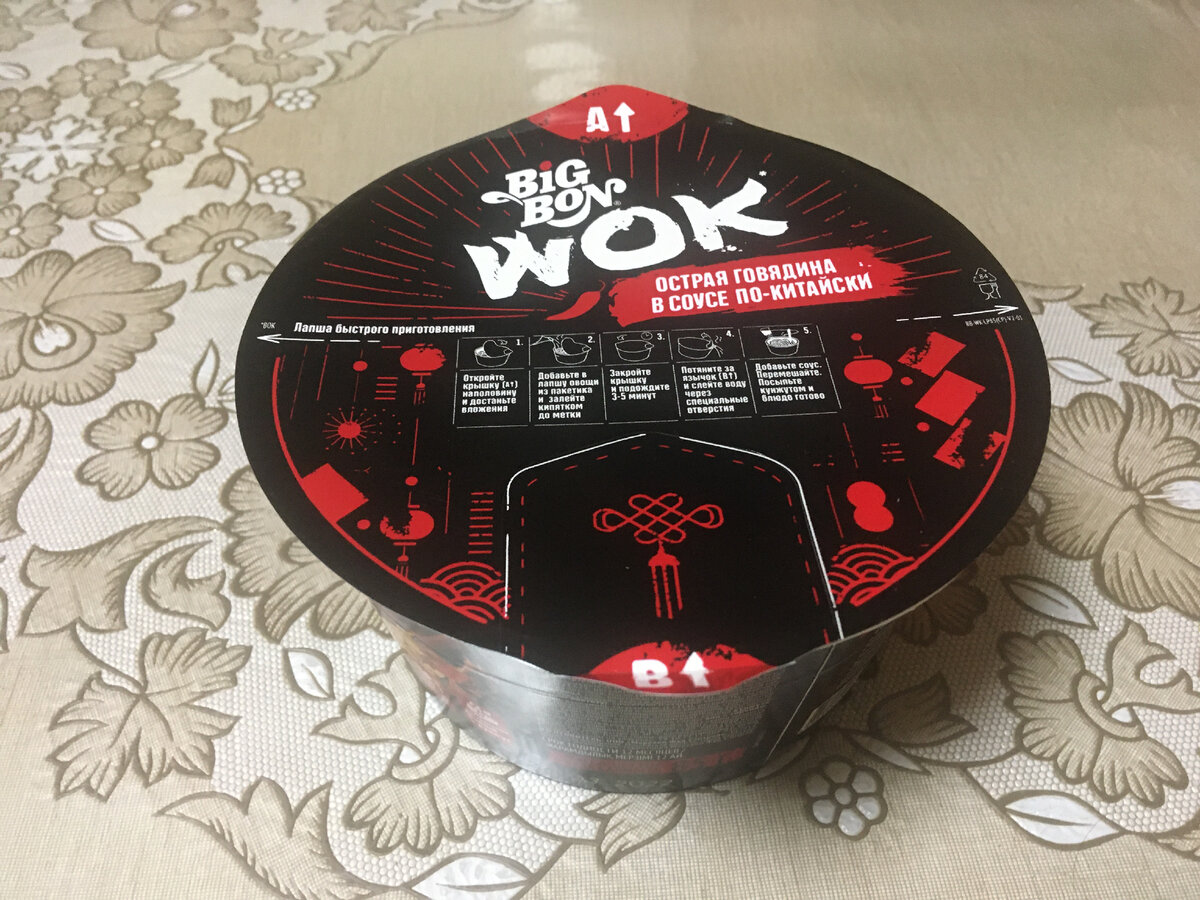 A
BiG
BON®
WOK*
ОСТРАЯ ГОВЯДИНА
В СОУСЕ ПО-КИТАЙСКИ
84
*ВОК
Лапша быстрого приготовления
1.
Откройте
крышку (А↑)
наполовину
и достаньте
вложения
2.
Добавьте в
лапшу овощи
из пакетика
и залейте
кипятком
до метки
3.
Закройте
крышку
и подождите
3-5 минут
4.
Потяните за
язычок (В↑)
и слейте воду
через
специальные
отверстия
5.
Добавьте соус.
Перемешайте.
Посыпьте
кунжутом и
блюдо готово
B